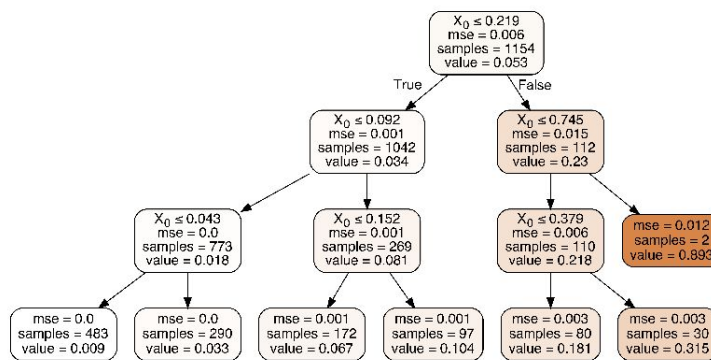 X₀ ≤ 0.219
mse = 0.006
samples = 1154
value = 0.053
True
False
X₀ ≤ 0.092
mse = 0.001
samples = 1042
value = 0.034
X₀ ≤ 0.745
mse = 0.015
samples = 112
value = 0.23
X₀ ≤ 0.043
mse = 0.0
samples = 773
value = 0.018
X₀ ≤ 0.152
mse = 0.001
samples = 269
value = 0.081
X₀ ≤ 0.379
mse = 0.006
samples = 110
value = 0.218
mse = 0.012
samples = 2
value = 0.893
mse = 0.0
samples = 483
value = 0.009
mse = 0.0
samples = 290
value = 0.033
mse = 0.001
samples = 172
value = 0.067
mse = 0.001
samples = 97
value = 0.104
mse = 0.003
samples = 80
value = 0.181
mse = 0.003
samples = 30
value = 0.315